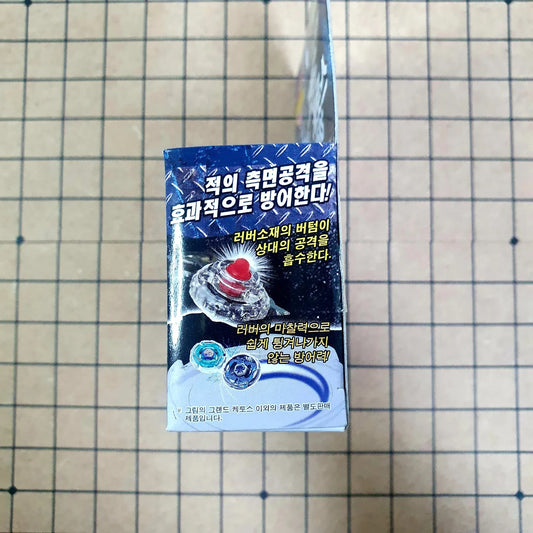 적의 측면공격을
효과적으로 방어한다!
러버소재의 버텀이
상대의 공격을
흡수한다.
러버의 마찰력으로
쉽게 튕겨나가지
않는 방어력!
그림의 그랜드 케토스 이외의 제품은 별도판매
제품입니다.